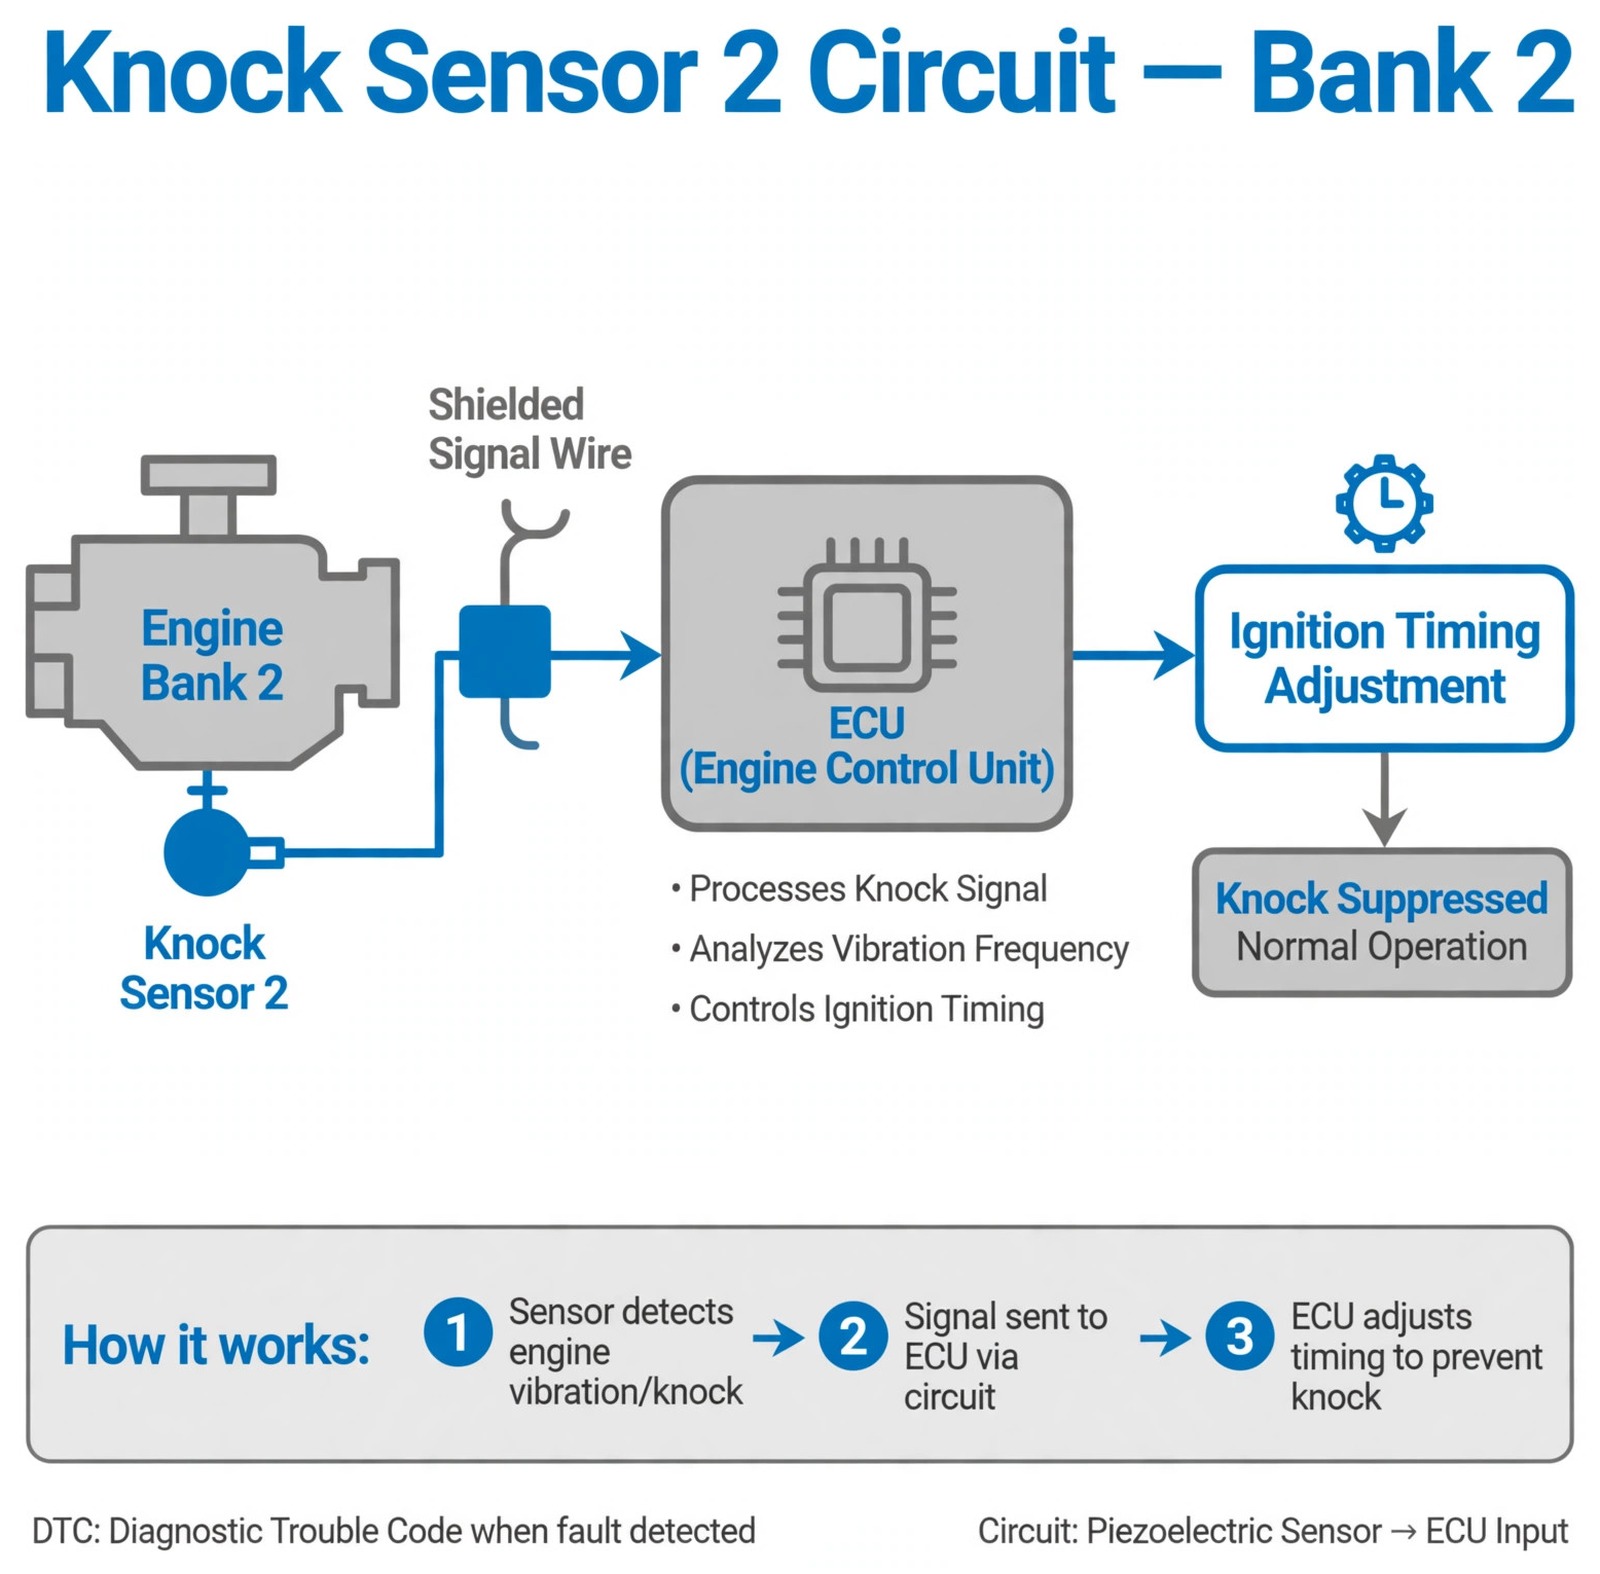 Knock Sensor 2 Circuit — Bank 2
Shielded
Signal Wire
Engine
Bank 2
Knock
Sensor 2
ECU
(Engine Control Unit)
• Processes Knock Signal
• Analyzes Vibration Frequency
• Controls Ignition Timing
Ignition Timing
Adjustment
Knock Suppressed
Normal Operation
How it works:
1
Sensor detects
engine
vibration/knock
2
Signal sent to
ECU via
circuit
3
ECU adjusts
timing to prevent
knock
DTC: Diagnostic Trouble Code when fault detected
Circuit: Piezoelectric Sensor → ECU Input